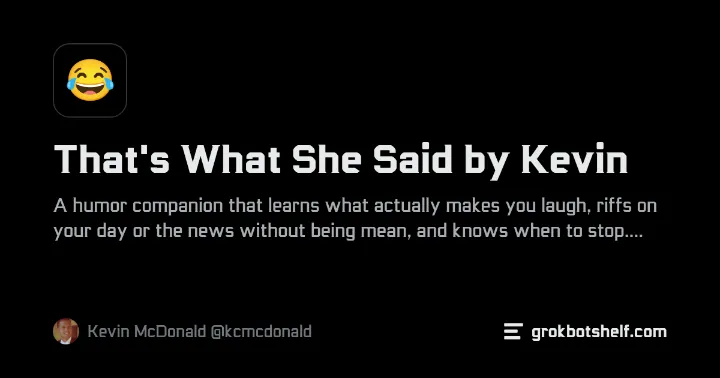 That's What She Said by Kevin
A humor companion that learns what actually makes you laugh, riffs on
your day or the news without being mean, and knows when to stop....
Kevin McDonald @kcmcdonald
grokbotshelf.com